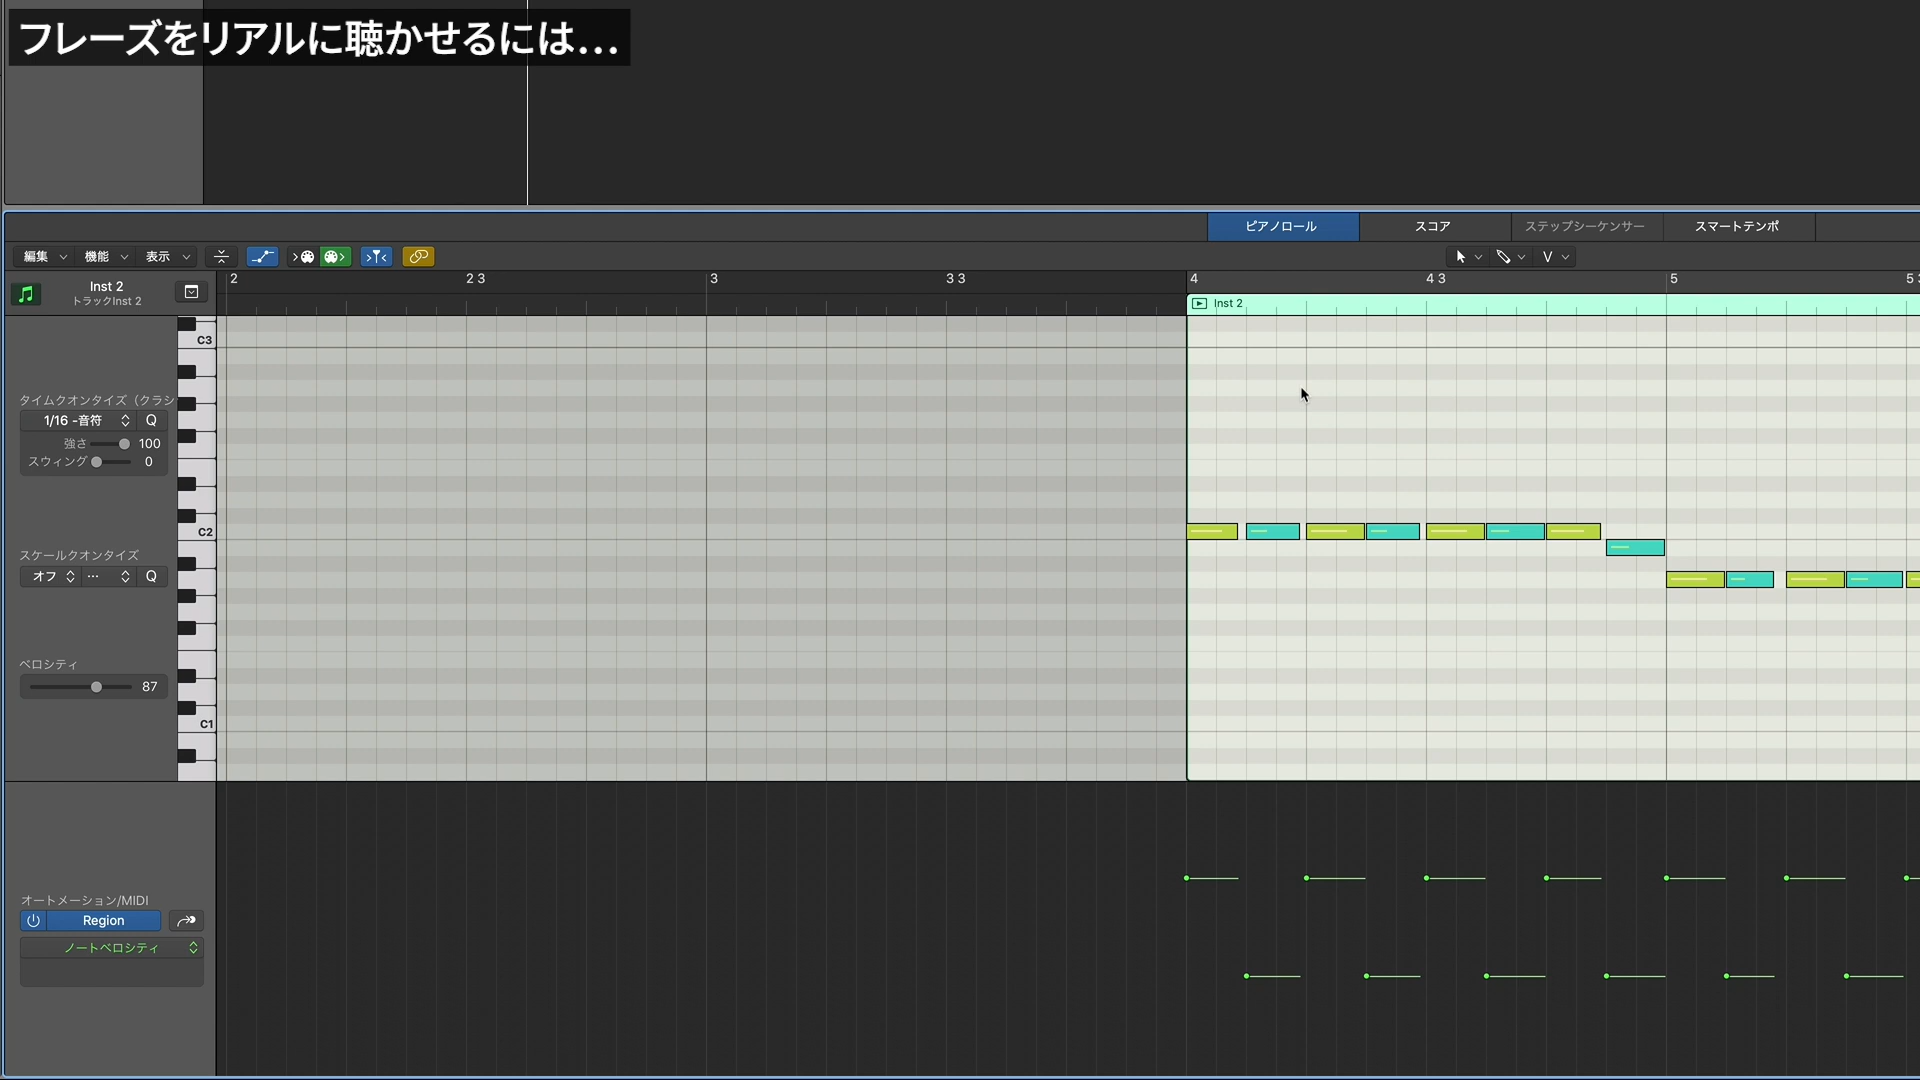 フレーズをリアルに聴かせるには...
ピアノロール スコア ステップシーケンサー スマートテンポ
編集 機能 表示 V
2 2 3 3 3 3 4 4 3 5 5 3
Inst 2
トラックInst 2
Inst 2
C3
タイムクオンタイズ（クラシ
1/16 -音符 Q
強さ 100
スウィング 0
C2
スケールクオンタイズ
オフ ... Q
ベロシティ
87
C1
オートメーション/MIDI
Region
ノートベロシティ